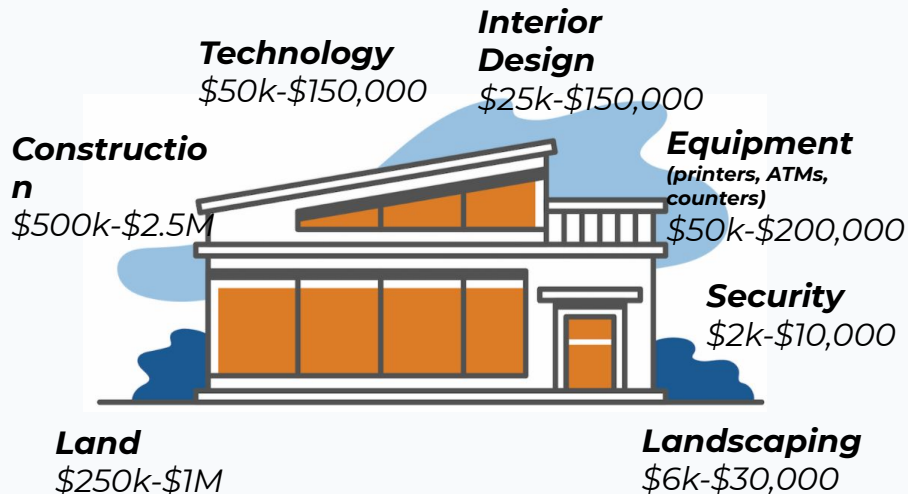 Technology
$50k-$150,000
Interior
Design
$25k-$150,000
Constructio
n
$500k-$2.5M
Equipment
(printers, ATMs,
counters)
$50k-$200,000
Security
$2k-$10,000
Land
$250k-$1M
Landscaping
$6k-$30,000